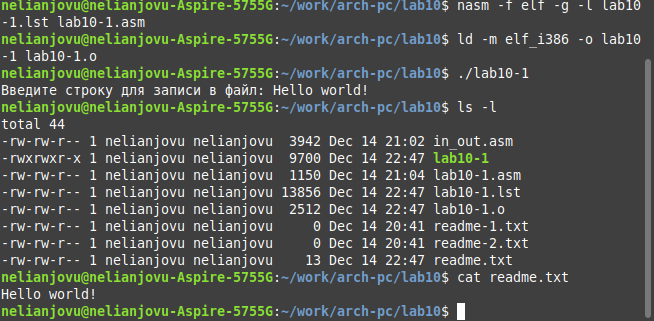 nelianjovu@nelianjovu-Aspire-5755G:~/work/arch-pc/lab10$ nasm -f elf -g -l lab10
-1.lst lab10-1.asm
nelianjovu@nelianjovu-Aspire-5755G:~/work/arch-pc/lab10$ ld -m elf_i386 -o lab10
-1 lab10-1.o
nelianjovu@nelianjovu-Aspire-5755G:~/work/arch-pc/lab10$ ./lab10-1
Введите строку для записи в файл: Hello world!
nelianjovu@nelianjovu-Aspire-5755G:~/work/arch-pc/lab10$ ls -l
total 44
-rw-rw-r-- 1 nelianjovu nelianjovu  3942 Dec 14 21:02 in_out.asm
-rwxrwxr-x 1 nelianjovu nelianjovu  9700 Dec 14 22:47 lab10-1
-rw-rw-r-- 1 nelianjovu nelianjovu  1150 Dec 14 21:04 lab10-1.asm
-rw-rw-r-- 1 nelianjovu nelianjovu 13856 Dec 14 22:47 lab10-1.lst
-rw-rw-r-- 1 nelianjovu nelianjovu  2512 Dec 14 22:47 lab10-1.o
-rw-rw-r-- 1 nelianjovu nelianjovu     0 Dec 14 20:41 readme-1.txt
-rw-rw-r-- 1 nelianjovu nelianjovu     0 Dec 14 20:41 readme-2.txt
-rw-rw-r-- 1 nelianjovu nelianjovu    13 Dec 14 22:47 readme.txt
nelianjovu@nelianjovu-Aspire-5755G:~/work/arch-pc/lab10$ cat readme.txt
Hello world!
nelianjovu@nelianjovu-Aspire-5755G:~/work/arch-pc/lab10$